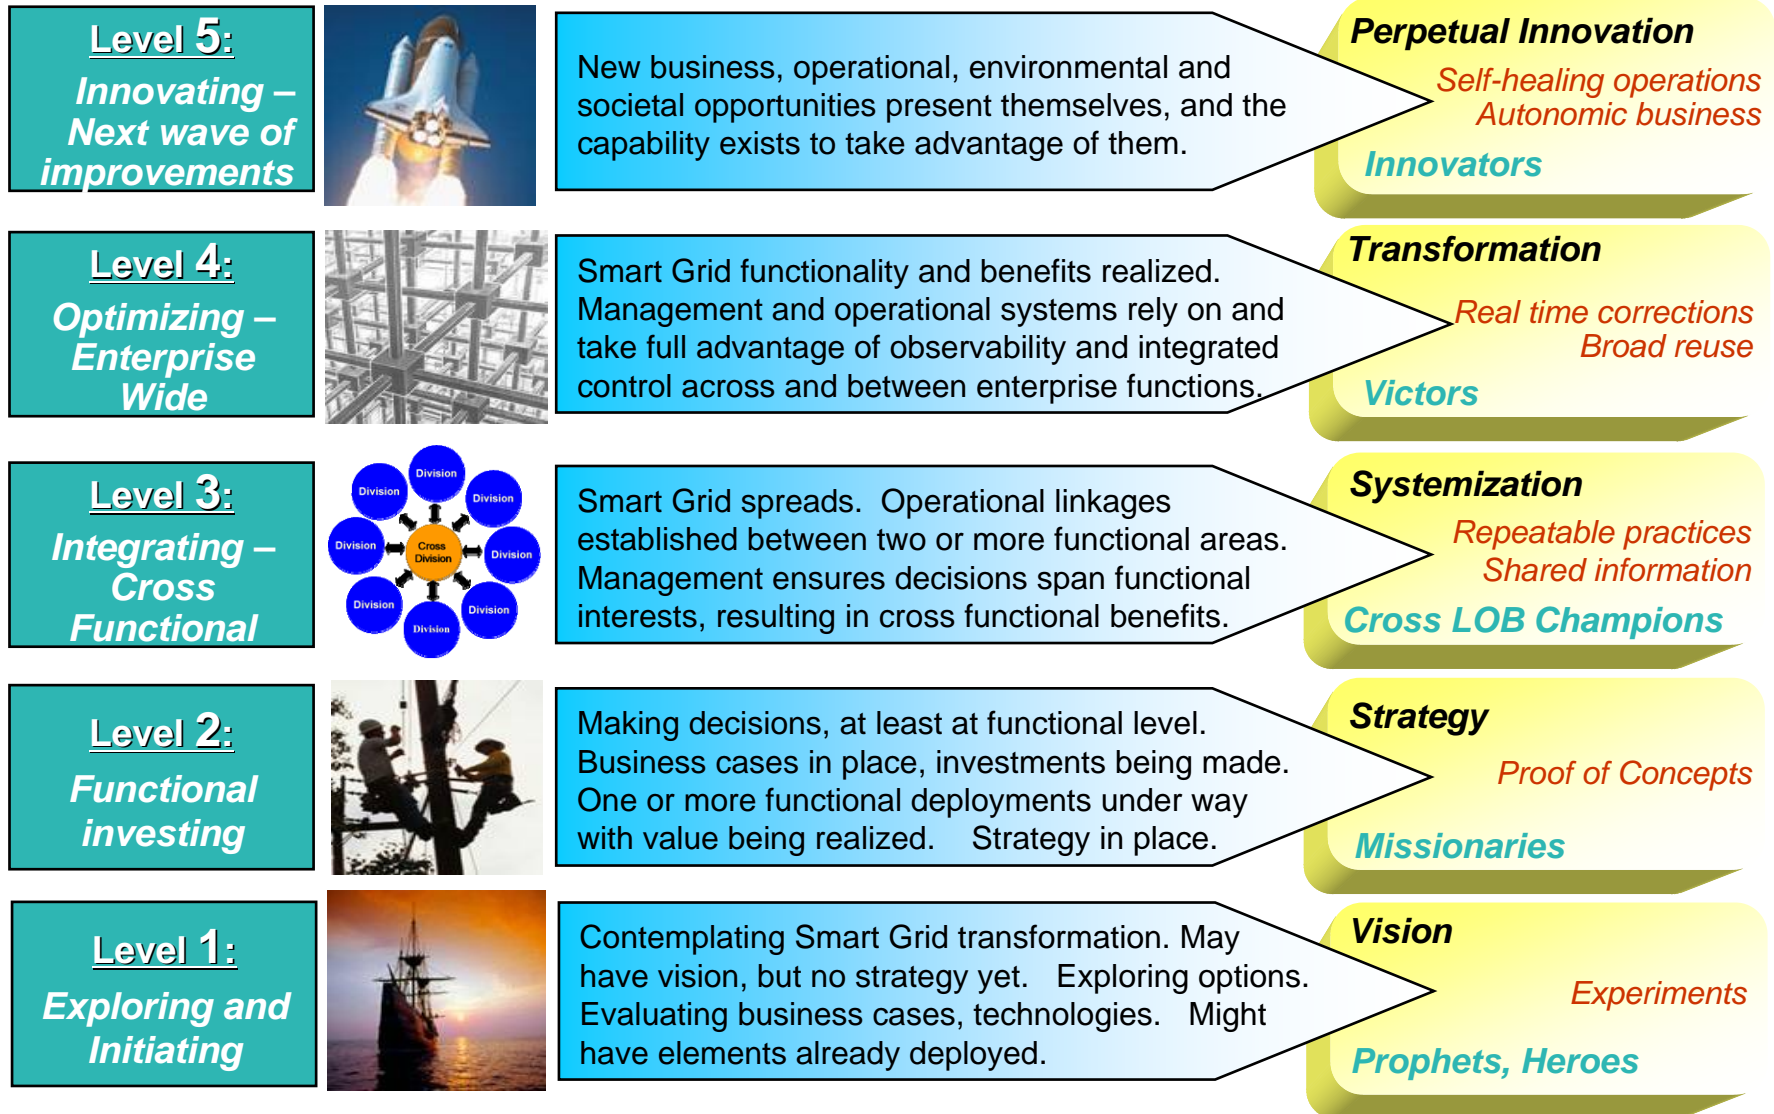 Level 5:
Innovating –
Next wave of
improvements
New business, operational, environmental and
societal opportunities present themselves, and the
capability exists to take advantage of them.
Perpetual Innovation
Self-healing operations
Autonomic business
Innovators
Level 4:
Optimizing –
Enterprise
Wide
Smart Grid functionality and benefits realized.
Management and operational systems rely on and
take full advantage of observability and integrated
control across and between enterprise functions.
Transformation
Real time corrections
Broad reuse
Victors
Level 3:
Integrating –
Cross
Functional
Division
Division
Division
Division
Cross
Division
Division
Division
Division
Division
Smart Grid spreads.  Operational linkages
established between two or more functional areas.
Management ensures decisions span functional
interests, resulting in cross functional benefits.
Systemization
Repeatable practices
Shared information
Cross LOB Champions
Level 2:
Functional
investing
Making decisions, at least at functional level.
Business cases in place, investments being made.
One or more functional deployments under way
with value being realized.    Strategy in place.
Strategy
Proof of Concepts
Missionaries
Level 1:
Exploring and
Initiating
Contemplating Smart Grid transformation. May
have vision, but no strategy yet.   Exploring options.
Evaluating business cases, technologies.   Might
have elements already deployed.
Vision
Experiments
Prophets, Heroes